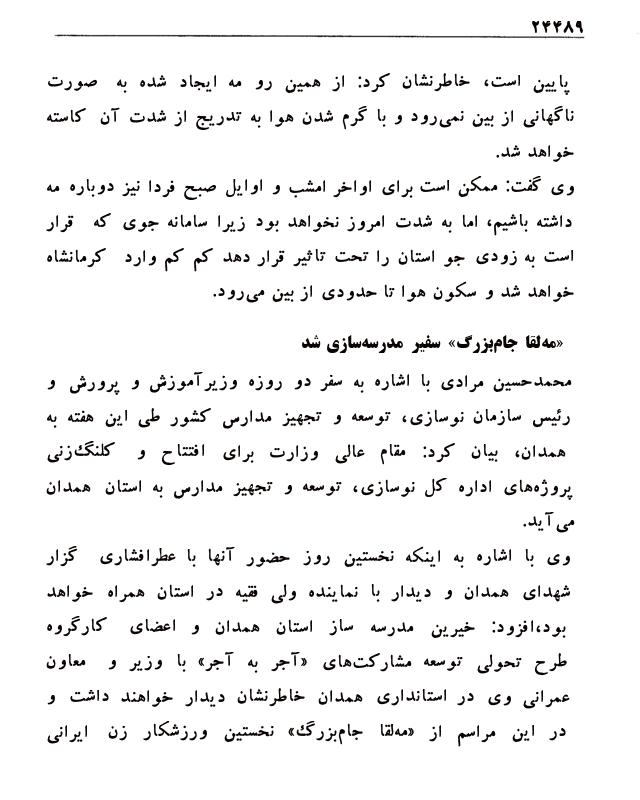 ۲۴۴۸۹
پایین است، خاطرنشان کرد: از همین رو مه ایجاد شده به صورت
ناگهانی از بین نمی‌رود و با گرم شدن هوا به تدریج از شدت آن کاسته
خواهد شد.
وی گفت: ممکن است برای اواخر امشب و اوایل صبح فردا نیز دوباره مه
داشته باشیم، اما به شدت امروز نخواهد بود زیرا سامانه جوی که قرار
است به زودی جو استان را تحت تاثیر قرار دهد کم کم وارد کرمانشاه
خواهد شد و سکون هوا تا حدودی از بین می‌رود.
«مه‌لقا جام‌بزرگ» سفیر مدرسه‌سازی شد
محمدحسین مرادی با اشاره به سفر دو روزه وزیرآموزش و پرورش و
رئیس سازمان نوسازی، توسعه و تجهیز مدارس کشور طی این هفته به
همدان، بیان کرد: مقام عالی وزارت برای افتتاح و کلنگ‌زنی
پروژه‌های اداره کل نوسازی، توسعه و تجهیز مدارس به استان همدان
می‌آید.
وی با اشاره به اینکه نخستین روز حضور آنها با عطرافشاری گزار
شهدای همدان و دیدار با نماینده ولی فقیه در استان همراه خواهد
بود،افزود: خیرین مدرسه ساز استان همدان و اعضای کارگروه
طرح تحولی توسعه مشارکت‌های «آجر به آجر» با وزیر و معاون
عمرانی وی در استانداری همدان خاطرنشان دیدار خواهند داشت و
در این مراسم از «مه‌لقا جام‌بزرگ» نخستین ورزشکار زن ایرانی